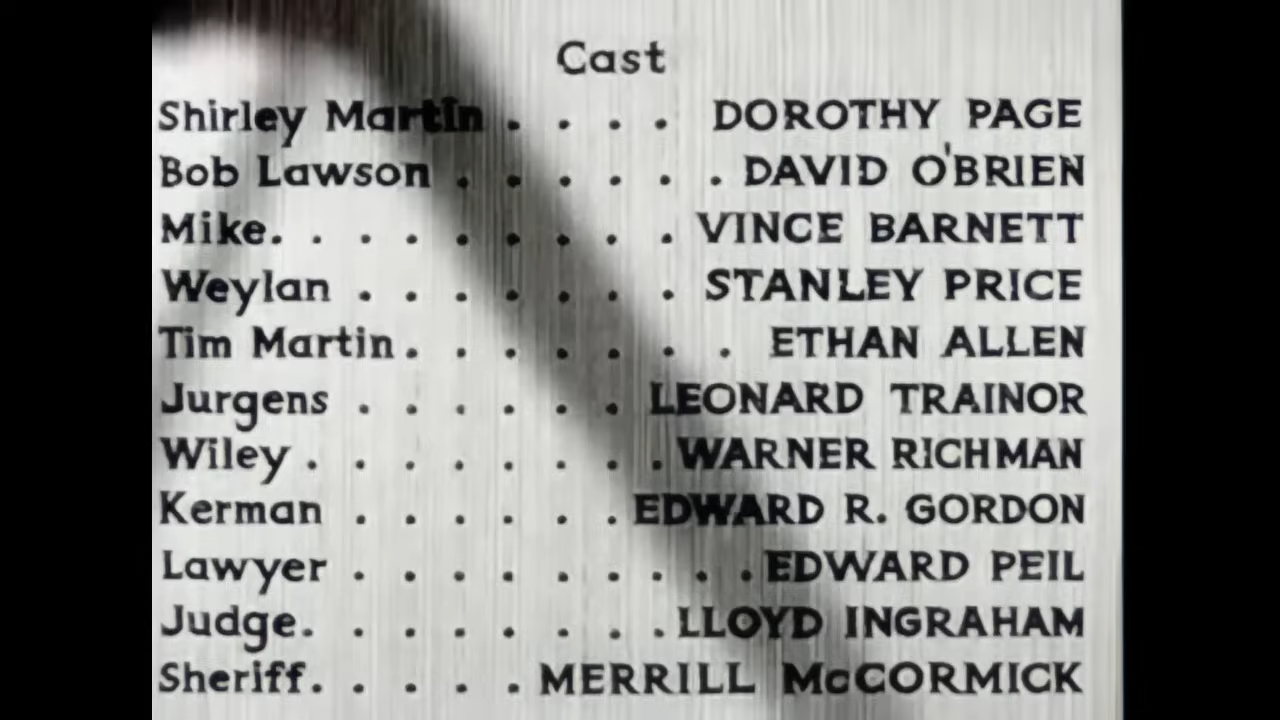 Cast
Shirley Martin . . . . DOROTHY PAGE
Bob Lawson . . . . . . DAVID O'BRIEN
Mike. . . . . . . . . VINCE BARNETT
Weylan . . . . . . . STANLEY PRICE
Tim Martin. . . . . . . ETHAN ALLEN
Jurgens . . . . . . LEONARD TRAINOR
Wiley . . . . . . . . WARNER RICHMAN
Kerman . . . . . . EDWARD R. GORDON
Lawyer . . . . . . . . . EDWARD PEIL
Judge. . . . . . . . LLOYD INGRAHAM
Sheriff. . . . . MERRILL McCORMICK